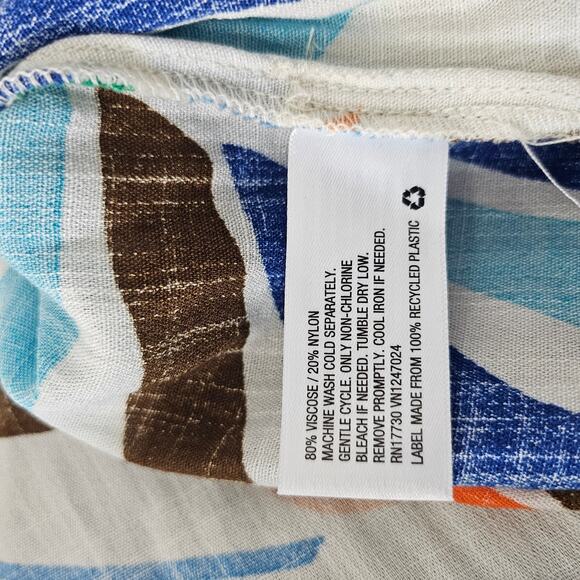 80% VISCOSE / 20% NYLON
MACHINE WASH COLD SEPARATELY.
GENTLE CYCLE. ONLY NON-CHLORINE
BLEACH IF NEEDED. TUMBLE DRY LOW.
REMOVE PROMPTLY. COOL IRON IF NEEDED.
RN17730 VN1247024
LABEL MADE FROM 100% RECYCLED PLASTIC